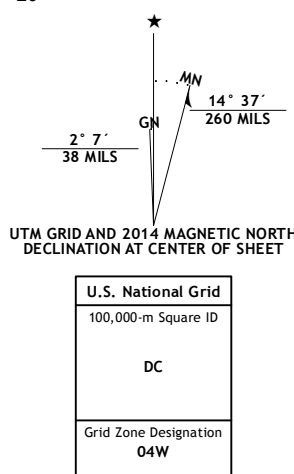 ★
MN
GN
14° 37´
260 MILS
2° 7´
38 MILS
UTM GRID AND 2014 MAGNETIC NORTH
DECLINATION AT CENTER OF SHEET
U.S. National Grid
100,000-m Square ID
DC
Grid Zone Designation
04W